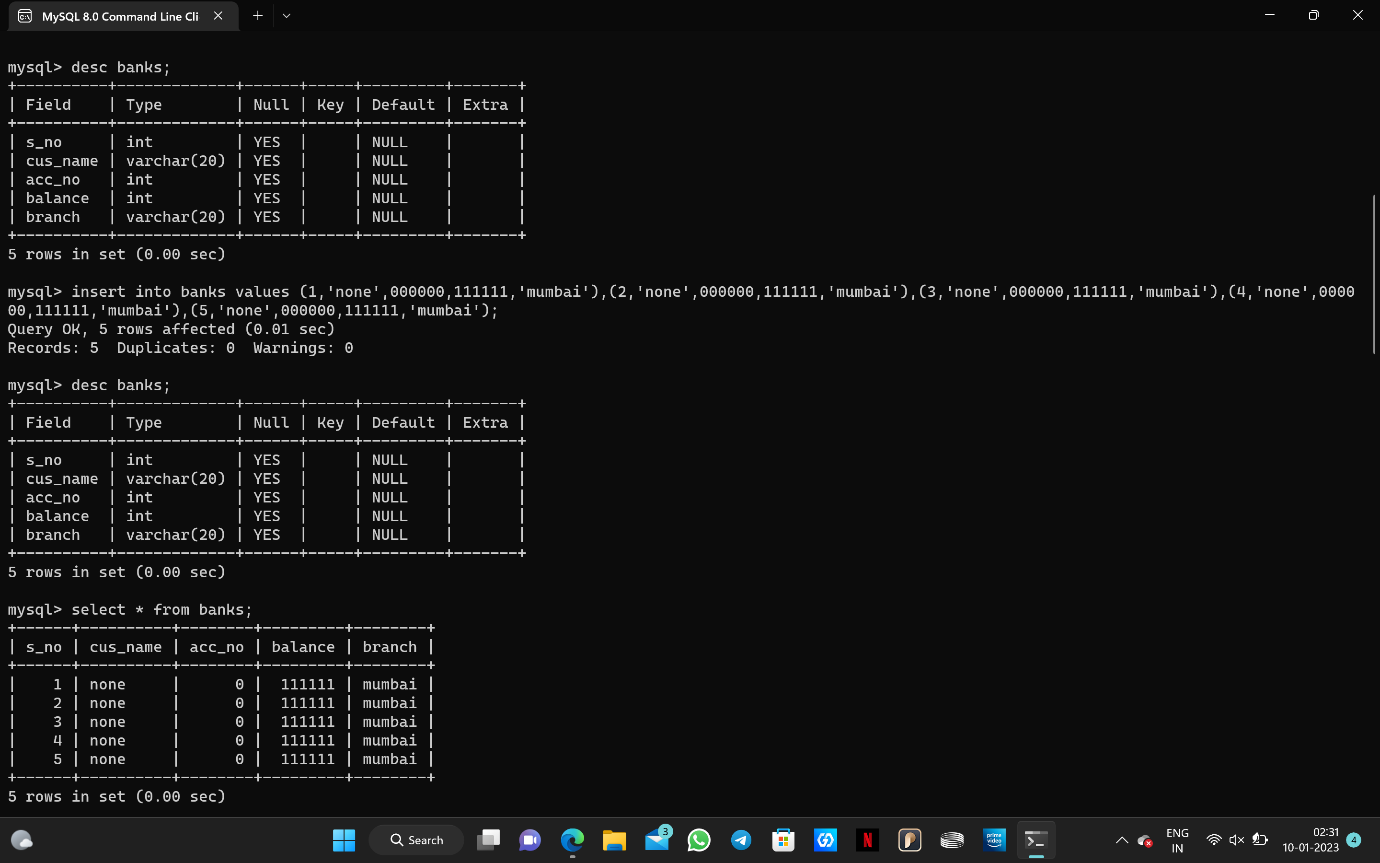 MySQL 8.0 Command Line Cli
mysql> desc banks;
+----------+-------------+------+-----+---------+-------+
| Field    | Type        | Null | Key | Default | Extra |
+----------+-------------+------+-----+---------+-------+
| s_no     | int         | YES  |     | NULL    |       |
| cus_name | varchar(20) | YES  |     | NULL    |       |
| acc_no   | int         | YES  |     | NULL    |       |
| balance  | int         | YES  |     | NULL    |       |
| branch   | varchar(20) | YES  |     | NULL    |       |
+----------+-------------+------+-----+---------+-------+
5 rows in set (0.00 sec)
mysql> insert into banks values (1,'none',000000,111111,'mumbai'),(2,'none',000000,111111,'mumbai'),(3,'none',000000,111111,'mumbai'),(4,'none',0000
00,111111,'mumbai'),(5,'none',000000,111111,'mumbai');
Query OK, 5 rows affected (0.01 sec)
Records: 5  Duplicates: 0  Warnings: 0
mysql> desc banks;
+----------+-------------+------+-----+---------+-------+
| Field    | Type        | Null | Key | Default | Extra |
+----------+-------------+------+-----+---------+-------+
| s_no     | int         | YES  |     | NULL    |       |
| cus_name | varchar(20) | YES  |     | NULL    |       |
| acc_no   | int         | YES  |     | NULL    |       |
| balance  | int         | YES  |     | NULL    |       |
| branch   | varchar(20) | YES  |     | NULL    |       |
+----------+-------------+------+-----+---------+-------+
5 rows in set (0.00 sec)
mysql> select * from banks;
+------+----------+--------+---------+--------+
| s_no | cus_name | acc_no | balance | branch |
+------+----------+--------+---------+--------+
|    1 | none     |      0 |  111111 | mumbai |
|    2 | none     |      0 |  111111 | mumbai |
|    3 | none     |      0 |  111111 | mumbai |
|    4 | none     |      0 |  111111 | mumbai |
|    5 | none     |      0 |  111111 | mumbai |
+------+----------+--------+---------+--------+
5 rows in set (0.00 sec)
Search
3
N
prime
video
ENG
IN
02:31
10-01-2023
4